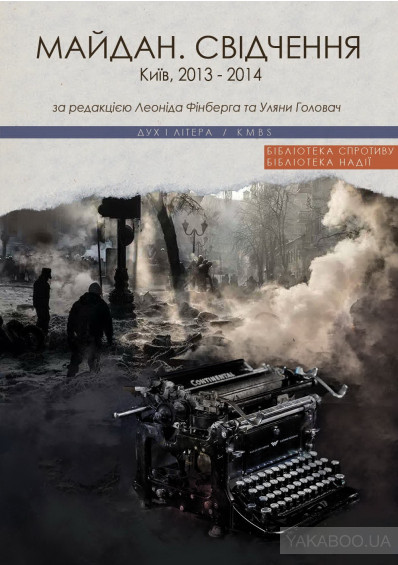 МАЙДАН. СВІДЧЕННЯ
Київ, 2013 - 2014
за редакцією Леоніда Фінберга та Уляни Головач
ДУХ І ЛІТЕРА / KMBS
БІБЛІОТЕКА СПРОТИВУ
БІБЛІОТЕКА НАДІЇ
CONTINENTAL
YAKABOO.UA